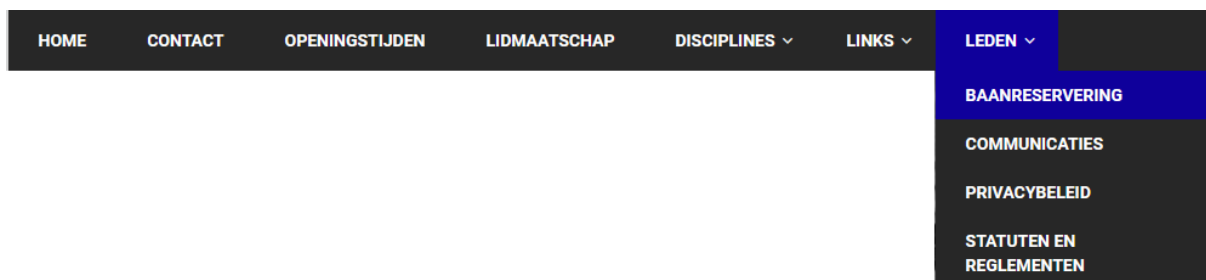 HOME CONTACT OPENINGSTIJDEN LIDMAATSCHAP DISCIPLINES LINKS LEDEN
BAANRESERVERING
COMMUNICATIES
PRIVACYBELEID
STATUTEN EN
REGLEMENTEN